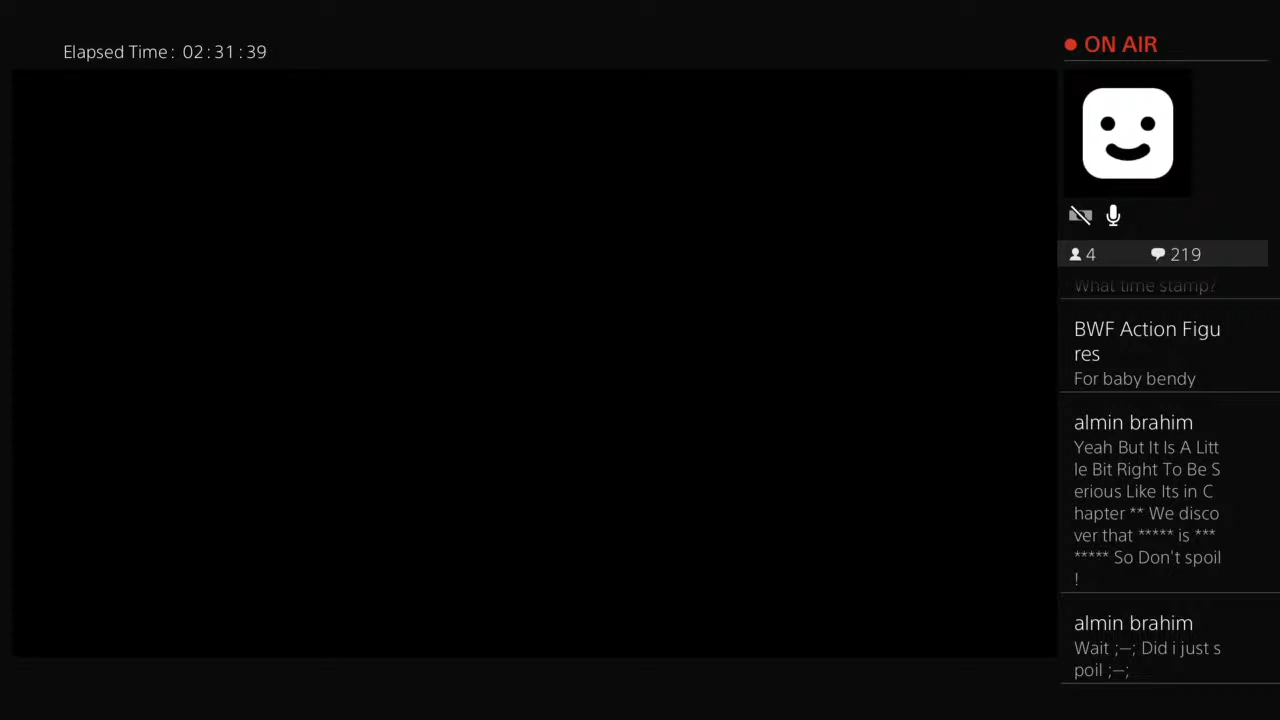 Elapsed Time: 02:31:39
ON AIR
4 219
What time stamp?
BWF Action Figu
res
For baby bendy
almin brahim
Yeah But It Is A Litt
le Bit Right To Be S
erious Like Its in C
hapter ** We disco
ver that ***** is ***
***** So Don't spoil
!
almin brahim
Wait ;—; Did i just s
poil ;—;